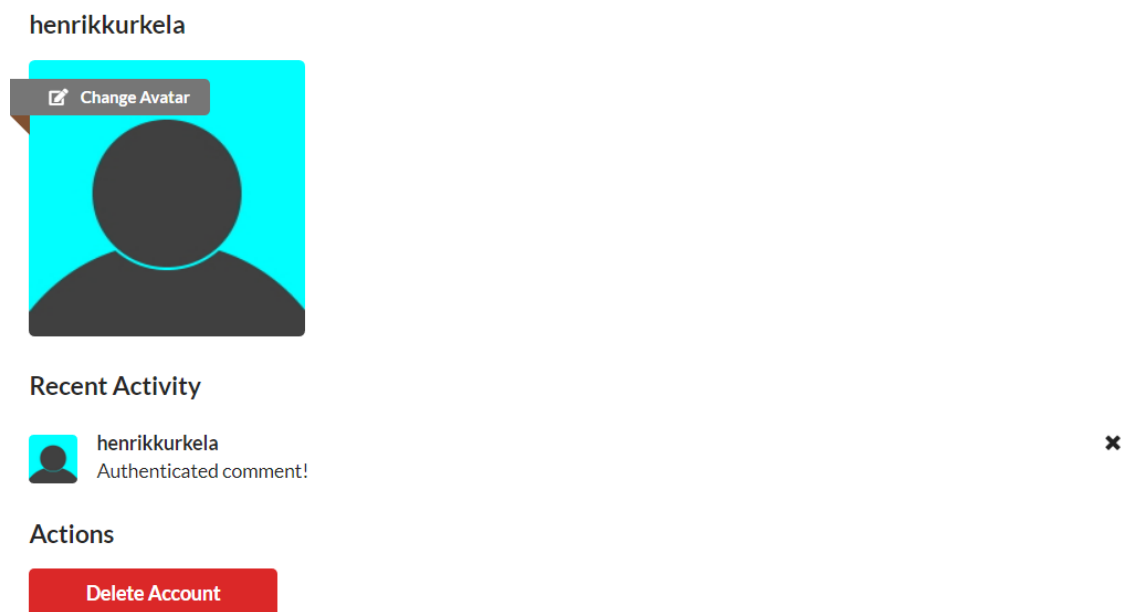 henrikkurkela
Change Avatar
Recent Activity
henrikkurkela
Authenticated comment!
Actions
Delete Account